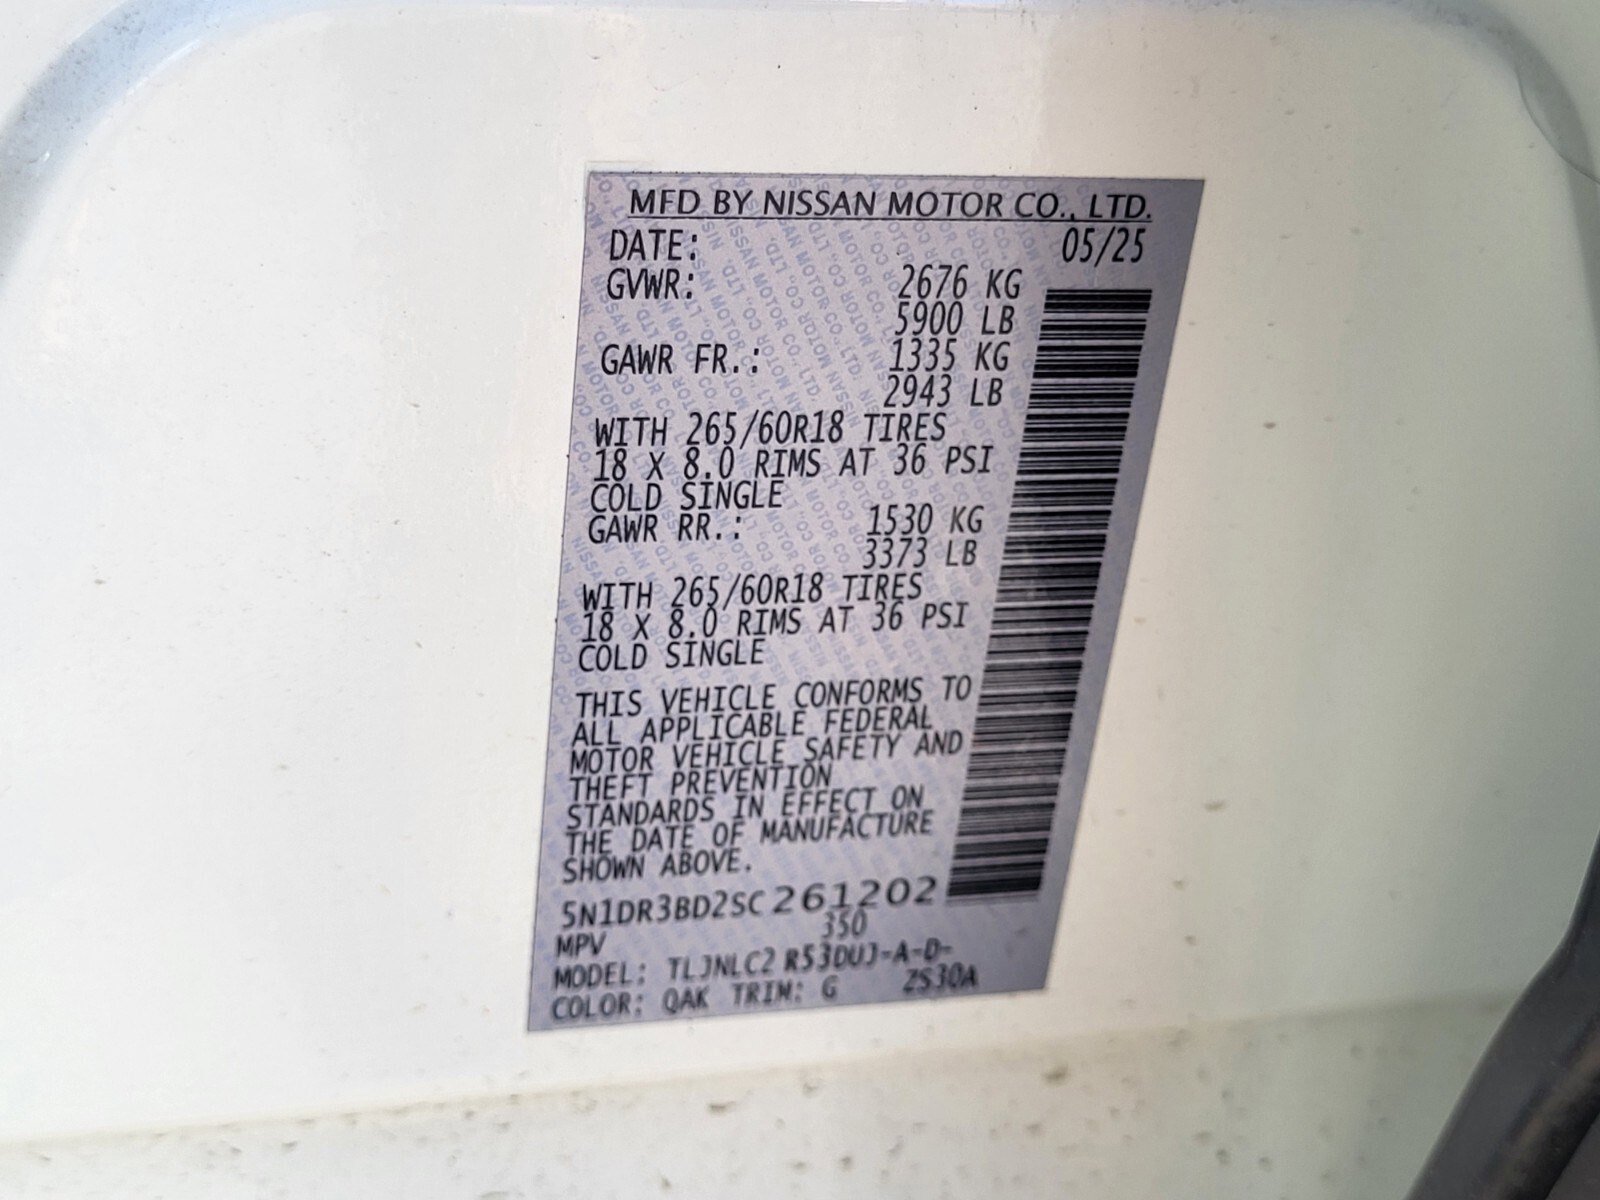 MFD BY NISSAN MOTOR CO., LTD.
DATE: 05/25
GVWR: 2676 KG
5900 LB
GAWR FR.: 1335 KG
2943 LB
WITH 265/60R18 TIRES
18 X 8.0 RIMS AT 36 PSI
COLD SINGLE
GAWR RR.: 1530 KG
3373 LB
WITH 265/60R18 TIRES
18 X 8.0 RIMS AT 36 PSI
COLD SINGLE
THIS VEHICLE CONFORMS TO
ALL APPLICABLE FEDERAL
MOTOR VEHICLE SAFETY AND
THEFT PREVENTION
STANDARDS IN EFFECT ON
THE DATE OF MANUFACTURE
SHOWN ABOVE.
5N1DR3BD2SC261202
MPV 350
MODEL: TLJNLC2 R53DUJ-A-D-
COLOR: QAK TRIM: G ZS30A